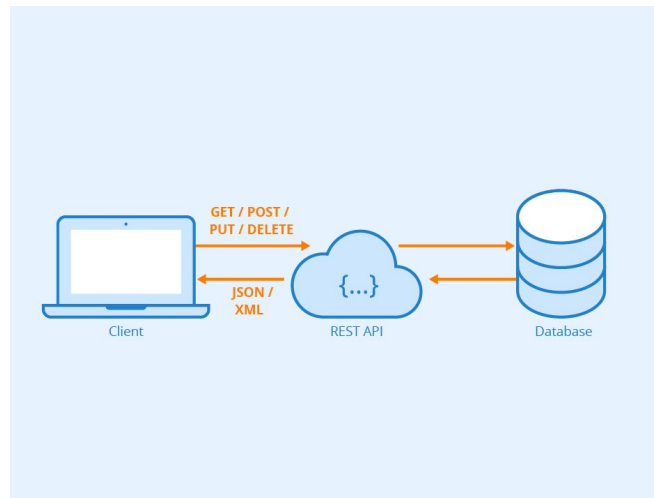 GET / POST /
PUT / DELETE
JSON /
XML
{...}
Client
REST API
Database